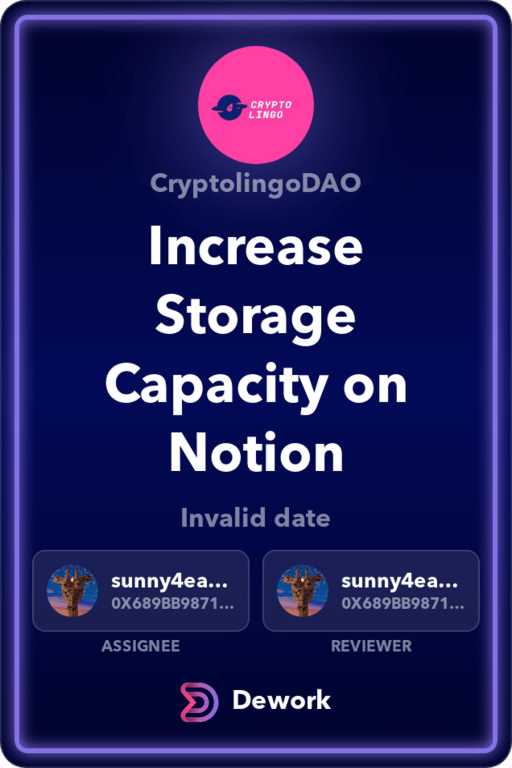 CRYPTO
LINGO
CryptolingoDAO
Increase
Storage
Capacity on
Notion
Invalid date
sunny4ea...
0X689BB9871...
ASSIGNEE
sunny4ea...
0X689BB9871...
REVIEWER
Dework